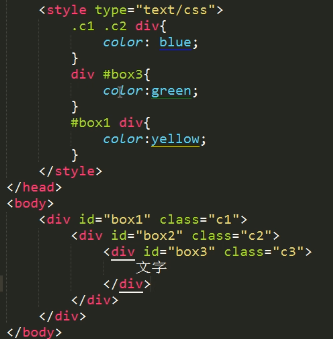 <style type="text/css">
.c1 .c2 div{
color: blue;
}
div #box3{
color:green;
}
#box1 div{
color:yellow;
}
</style>
</head>
<body>
<div id="box1" class="c1">
<div id="box2" class="c2">
<div id="box3" class="c3">
文字
</div>
</div>
</div>
</body>